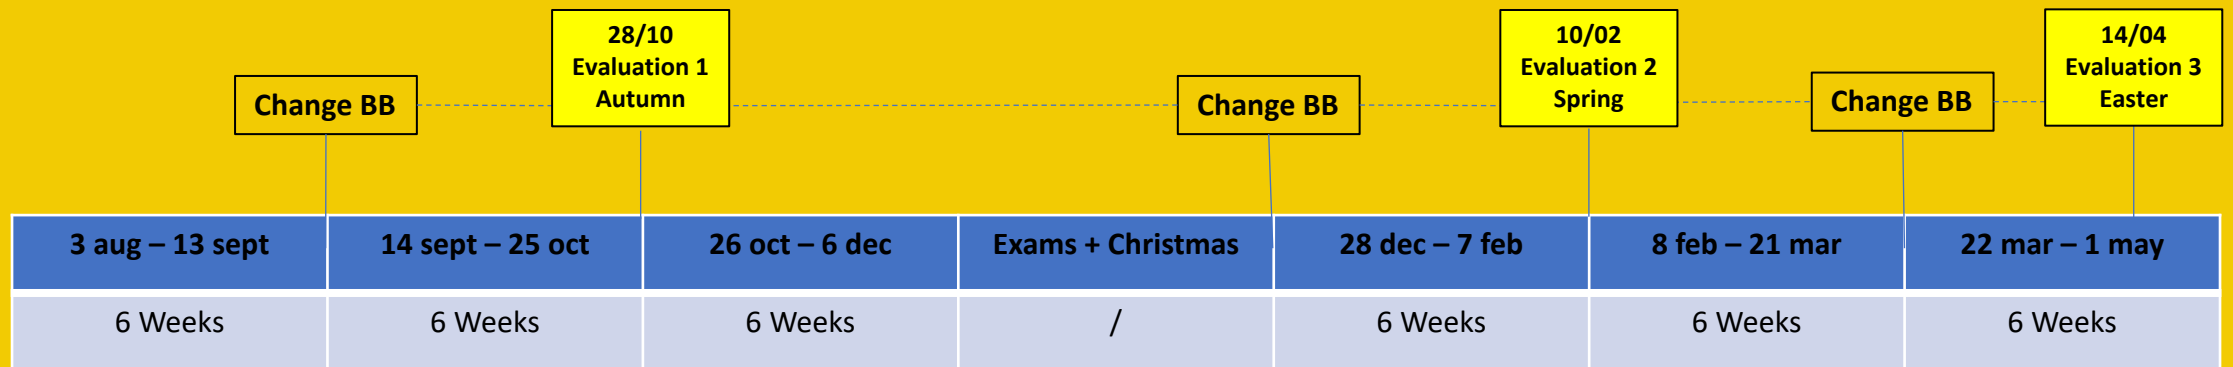 28/10
Evaluation 1
Autumn
10/02
Evaluation 2
Spring
14/04
Evaluation 3
Easter
Change BB
Change BB
Change BB
3 aug – 13 sept
14 sept – 25 oct
26 oct – 6 dec
Exams + Christmas
28 dec – 7 feb
8 feb – 21 mar
22 mar – 1 may
6 Weeks
6 Weeks
6 Weeks
/
6 Weeks
6 Weeks
6 Weeks